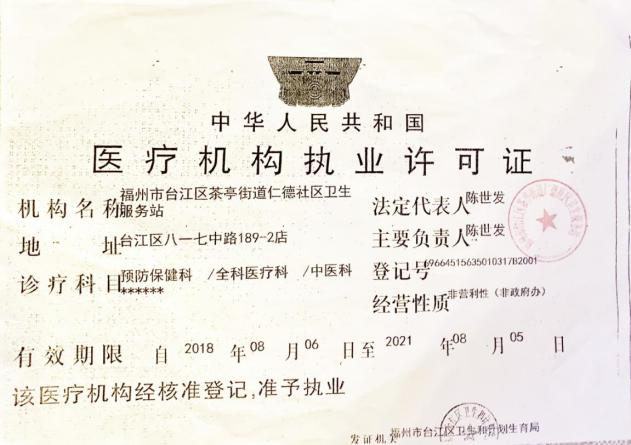 中华人民共和国
医疗机构执业许可证
机构名称 福州市台江区茶亭街道仁德社区卫生服务站
法定代表人 陈世发
地址 台江区八一七中路189-2店
主要负责人 陈世发
诊疗科目 预防保健科 /全科医疗科 /中医科******
登记号 69664515635010317B2001
经营性质 非营利性（非政府办）
有效期限 自 2018 年 08 月 06 日至 2021 年 08 月 05 日
该医疗机构经核准登记,准予执业
发证机关 福州市台江区卫生和计划生育局